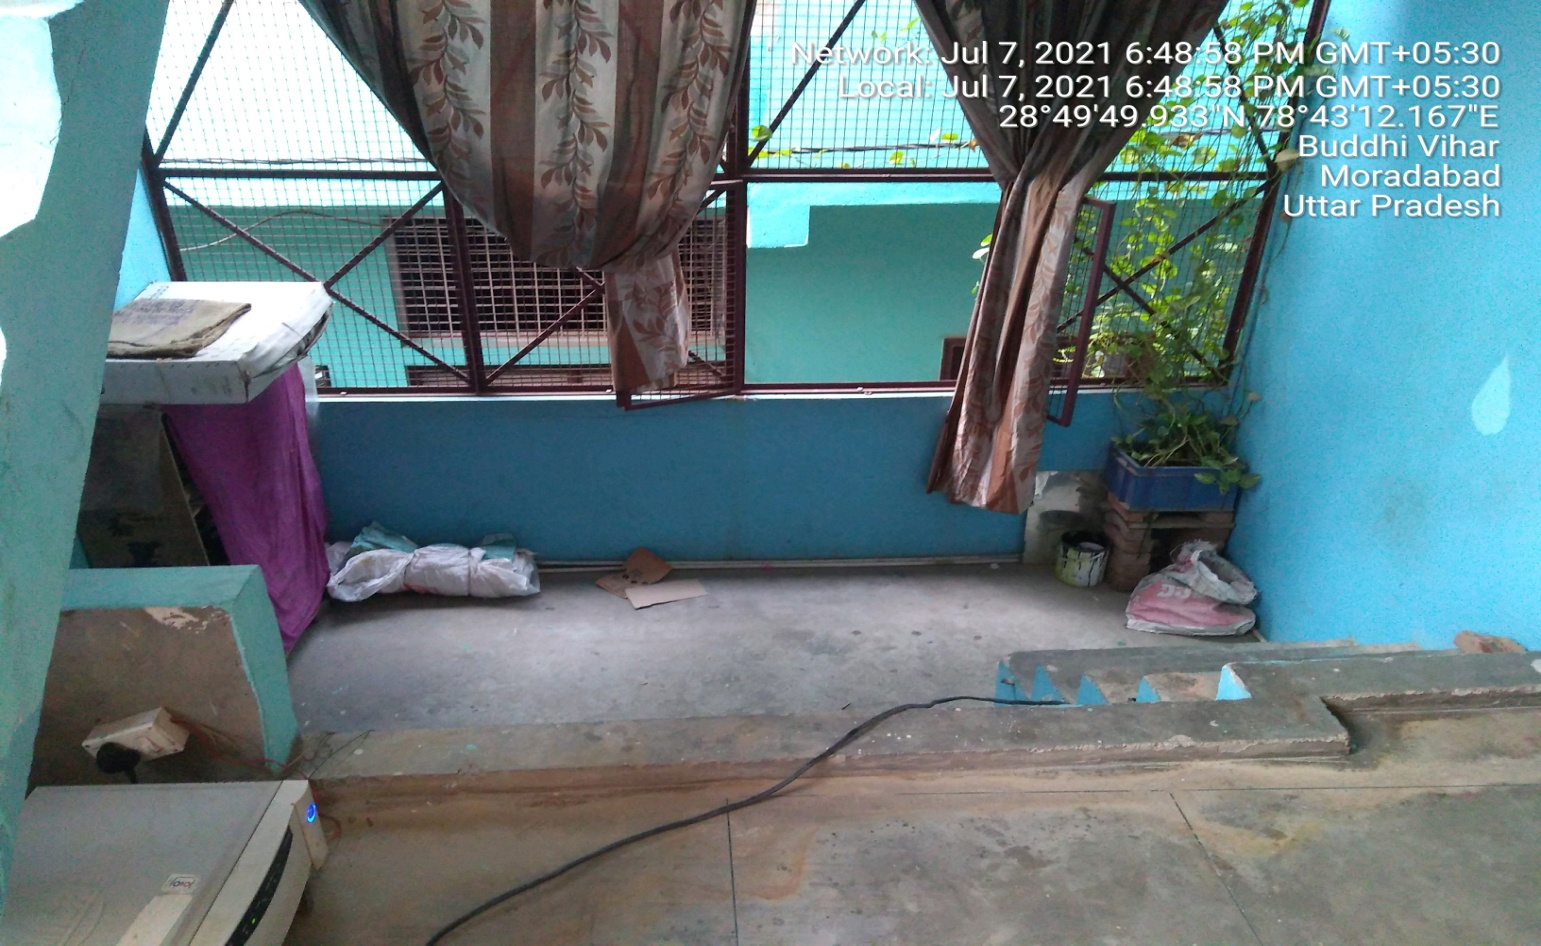 Network: Jul 7, 2021 6:48:58 PM GMT+05:30
Local: Jul 7, 2021 6:48:58 PM GMT+05:30
28°49'49.933"N 78°43'12.167"E
Buddhi Vihar
Moradabad
Uttar Pradesh